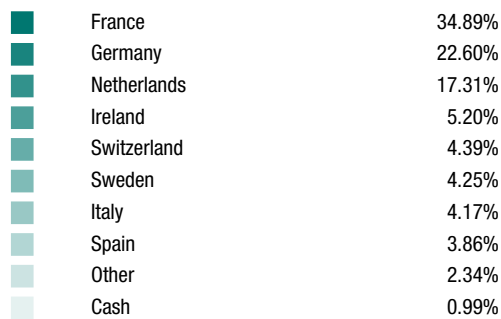 France 34.89%
Germany 22.60%
Netherlands 17.31%
Ireland 5.20%
Switzerland 4.39%
Sweden 4.25%
Italy 4.17%
Spain 3.86%
Other 2.34%
Cash 0.99%